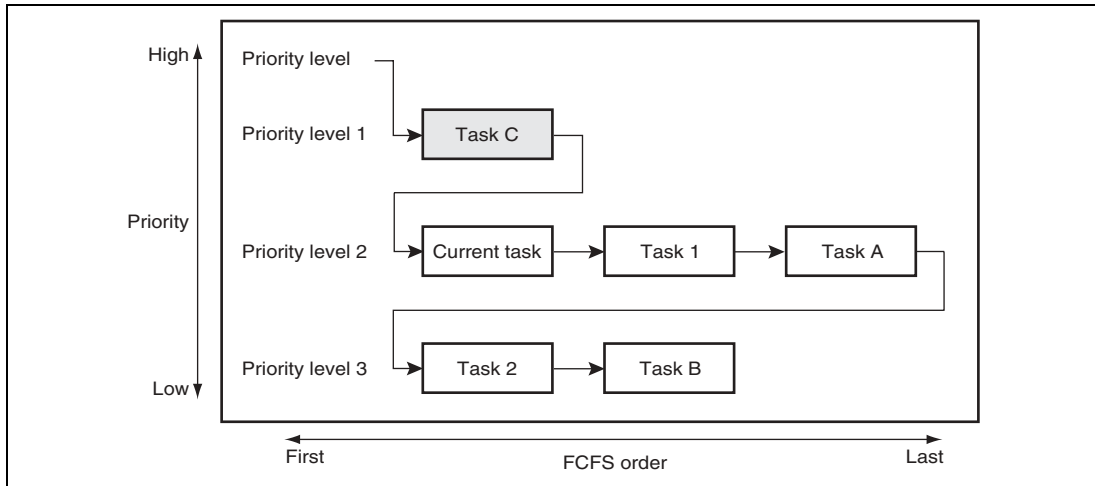 High
Priority level
Priority level 1
Task C
Priority
Priority level 2
Current task
Task 1
Task A
Priority level 3
Task 2
Task B
Low
First
FCFS order
Last